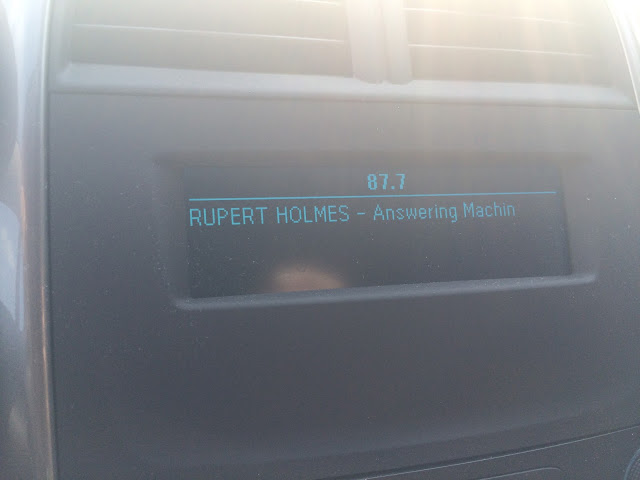 87.7
RUPERT HOLMES - Answering Machin